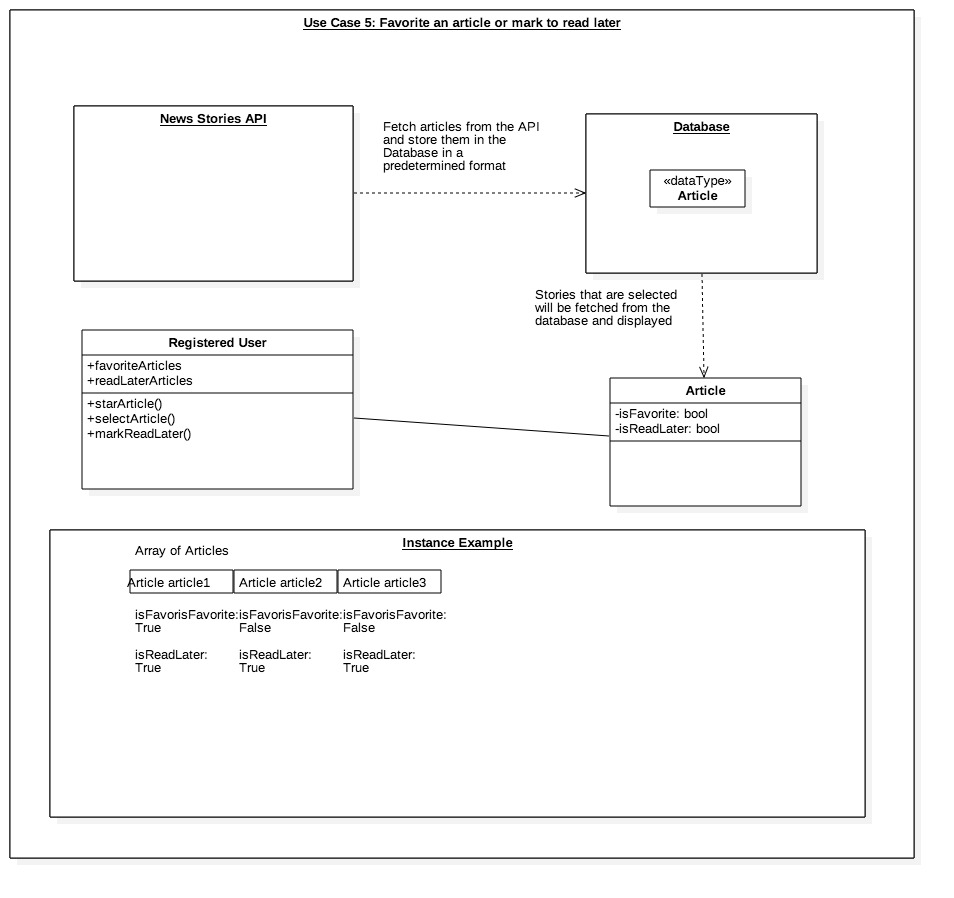 Use Case 5: Favorite an article or mark to read later
News Stories API
Fetch articles from the API
and store them in the
Database in a
predetermined format
Database
«dataType»
Article
Stories that are selected
will be fetched from the
database and displayed
Registered User
+favoriteArticles
+readLaterArticles
+starArticle()
+selectArticle()
+markReadLater()
Article
-isFavorite: bool
-isReadLater: bool
Instance Example
Array of Articles
Article article1 Article article2 Article article3
isFavorisFavorite:isFavorisFavorite:isFavorisFavorite:
True False False
isReadLater: isReadLater: isReadLater:
True True True